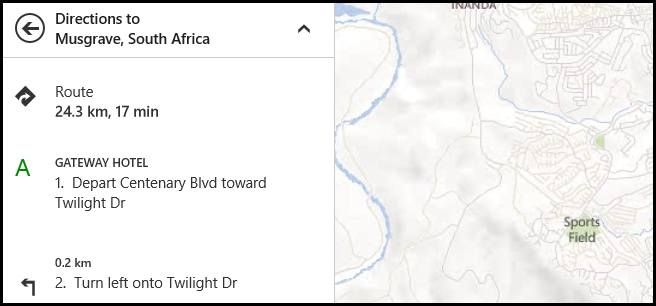 Directions to
Musgrave, South Africa
Route
24.3 km, 17 min
A
GATEWAY HOTEL
1. Depart Centenary Blvd toward
Twilight Dr
0.2 km
2. Turn left onto Twilight Dr
INANDA
Sports
Field